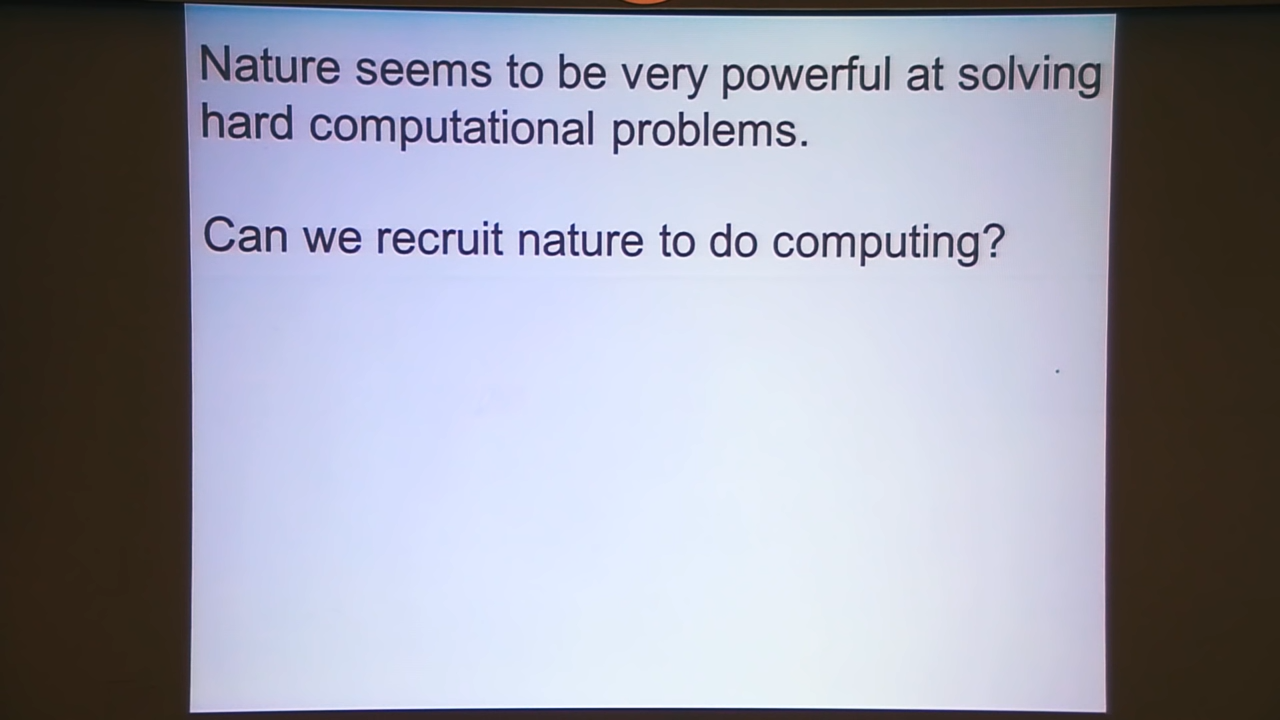 Nature seems to be very powerful at solving
hard computational problems.
Can we recruit nature to do computing?